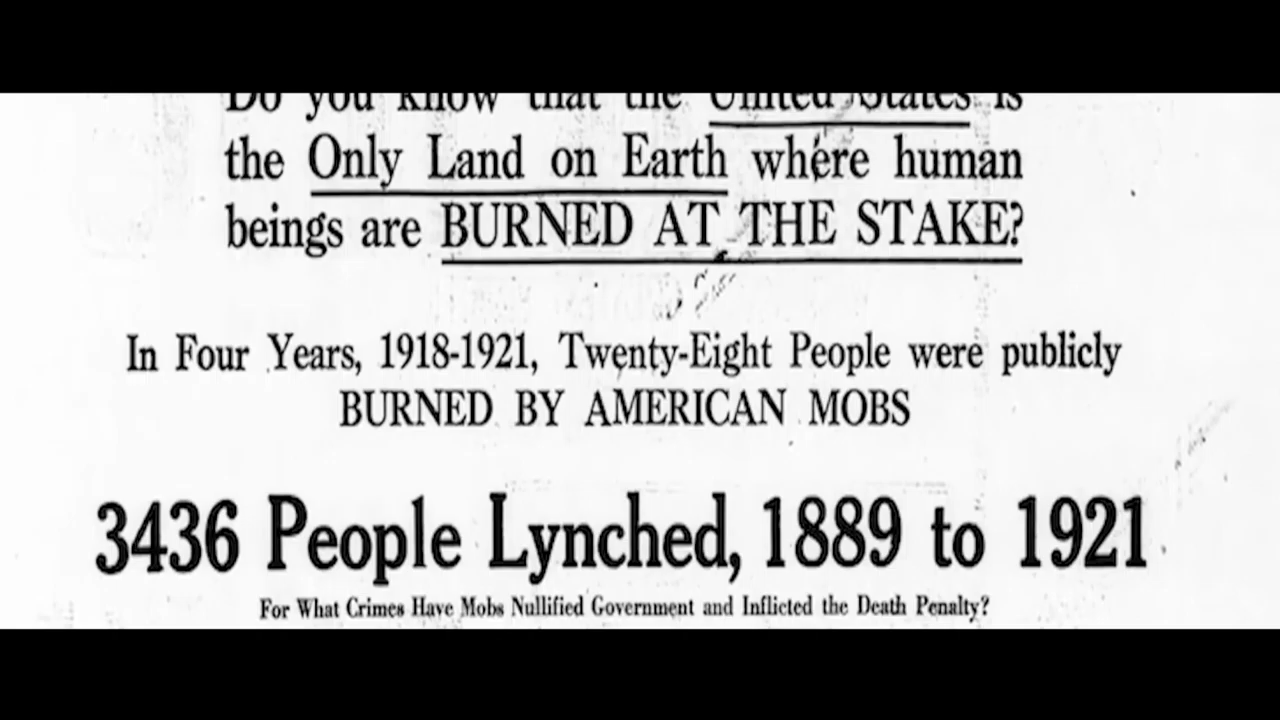 Do you know that the United States is
the Only Land on Earth where human
beings are BURNED AT THE STAKE?
In Four Years, 1918-1921, Twenty-Eight People were publicly
BURNED BY AMERICAN MOBS
3436 People Lynched, 1889 to 1921
For What Crimes Have Mobs Nullified Government and Inflicted the Death Penalty?